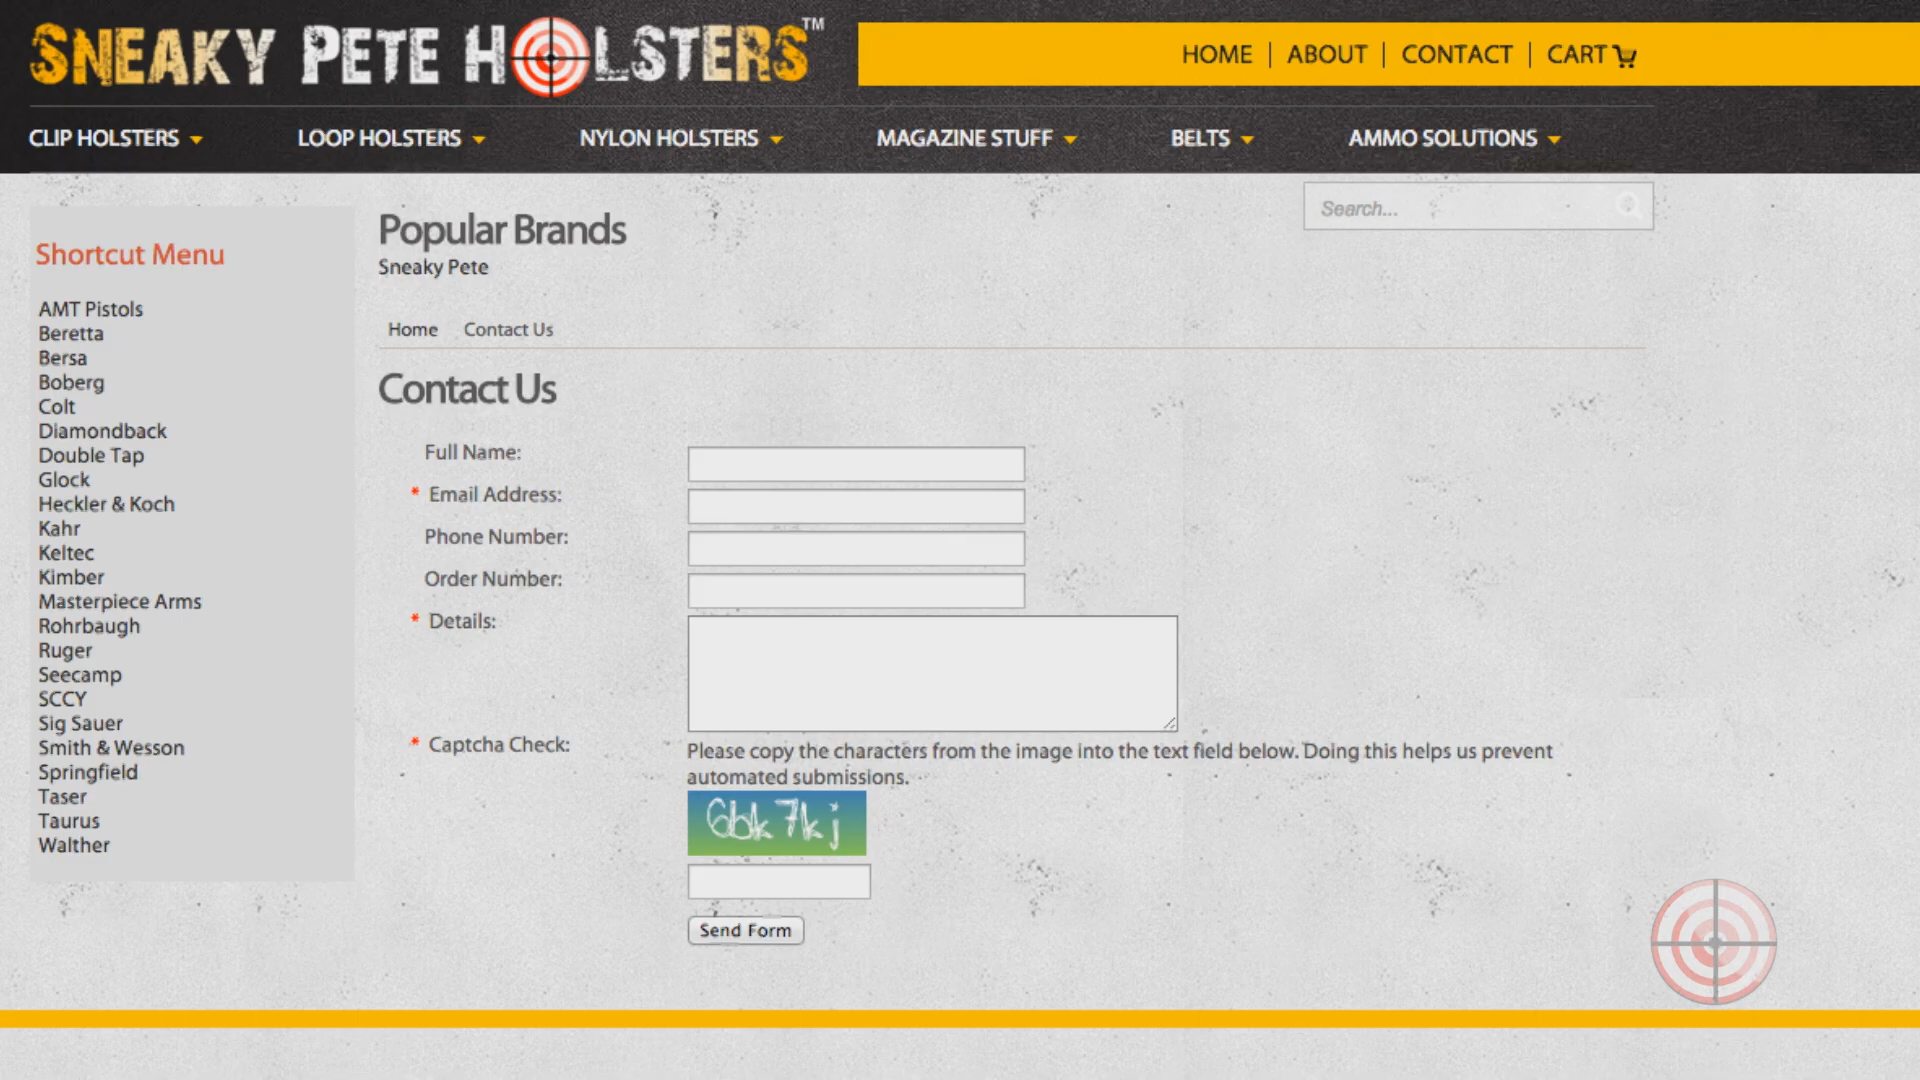 SNEAKY PETE HOLSTERS™
HOME | ABOUT | CONTACT | CART
CLIP HOLSTERS
LOOP HOLSTERS
NYLON HOLSTERS
MAGAZINE STUFF
BELTS
AMMO SOLUTIONS
Search...
Shortcut Menu
AMT Pistols
Beretta
Bersa
Boberg
Colt
Diamondback
Double Tap
Glock
Heckler & Koch
Kahr
Keltec
Kimber
Masterpiece Arms
Rohrbaugh
Ruger
Seecamp
SCCY
Sig Sauer
Smith & Wesson
Springfield
Taser
Taurus
Walther
Popular Brands
Sneaky Pete
Home Contact Us
Contact Us
Full Name:
* Email Address:
Phone Number:
Order Number:
* Details:
* Captcha Check:
Please copy the characters from the image into the text field below. Doing this helps us prevent
automated submissions.
6bk7kj
Send Form